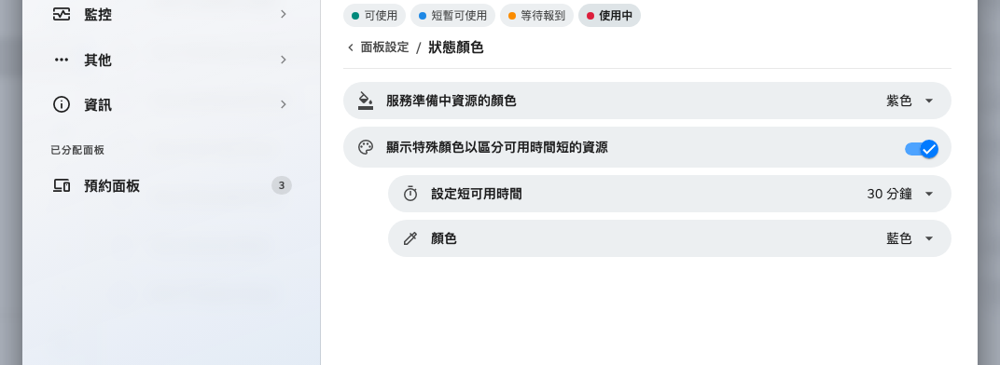 監控
其他
資訊
已分配面板
預約面板 3
可使用 短暫可使用 等待報到 使用中
面板設定 / 狀態顏色
服務準備中資源的顏色 紫色
顯示特殊顏色以區分可用時間短的資源
設定短可用時間 30 分鐘
顏色 藍色